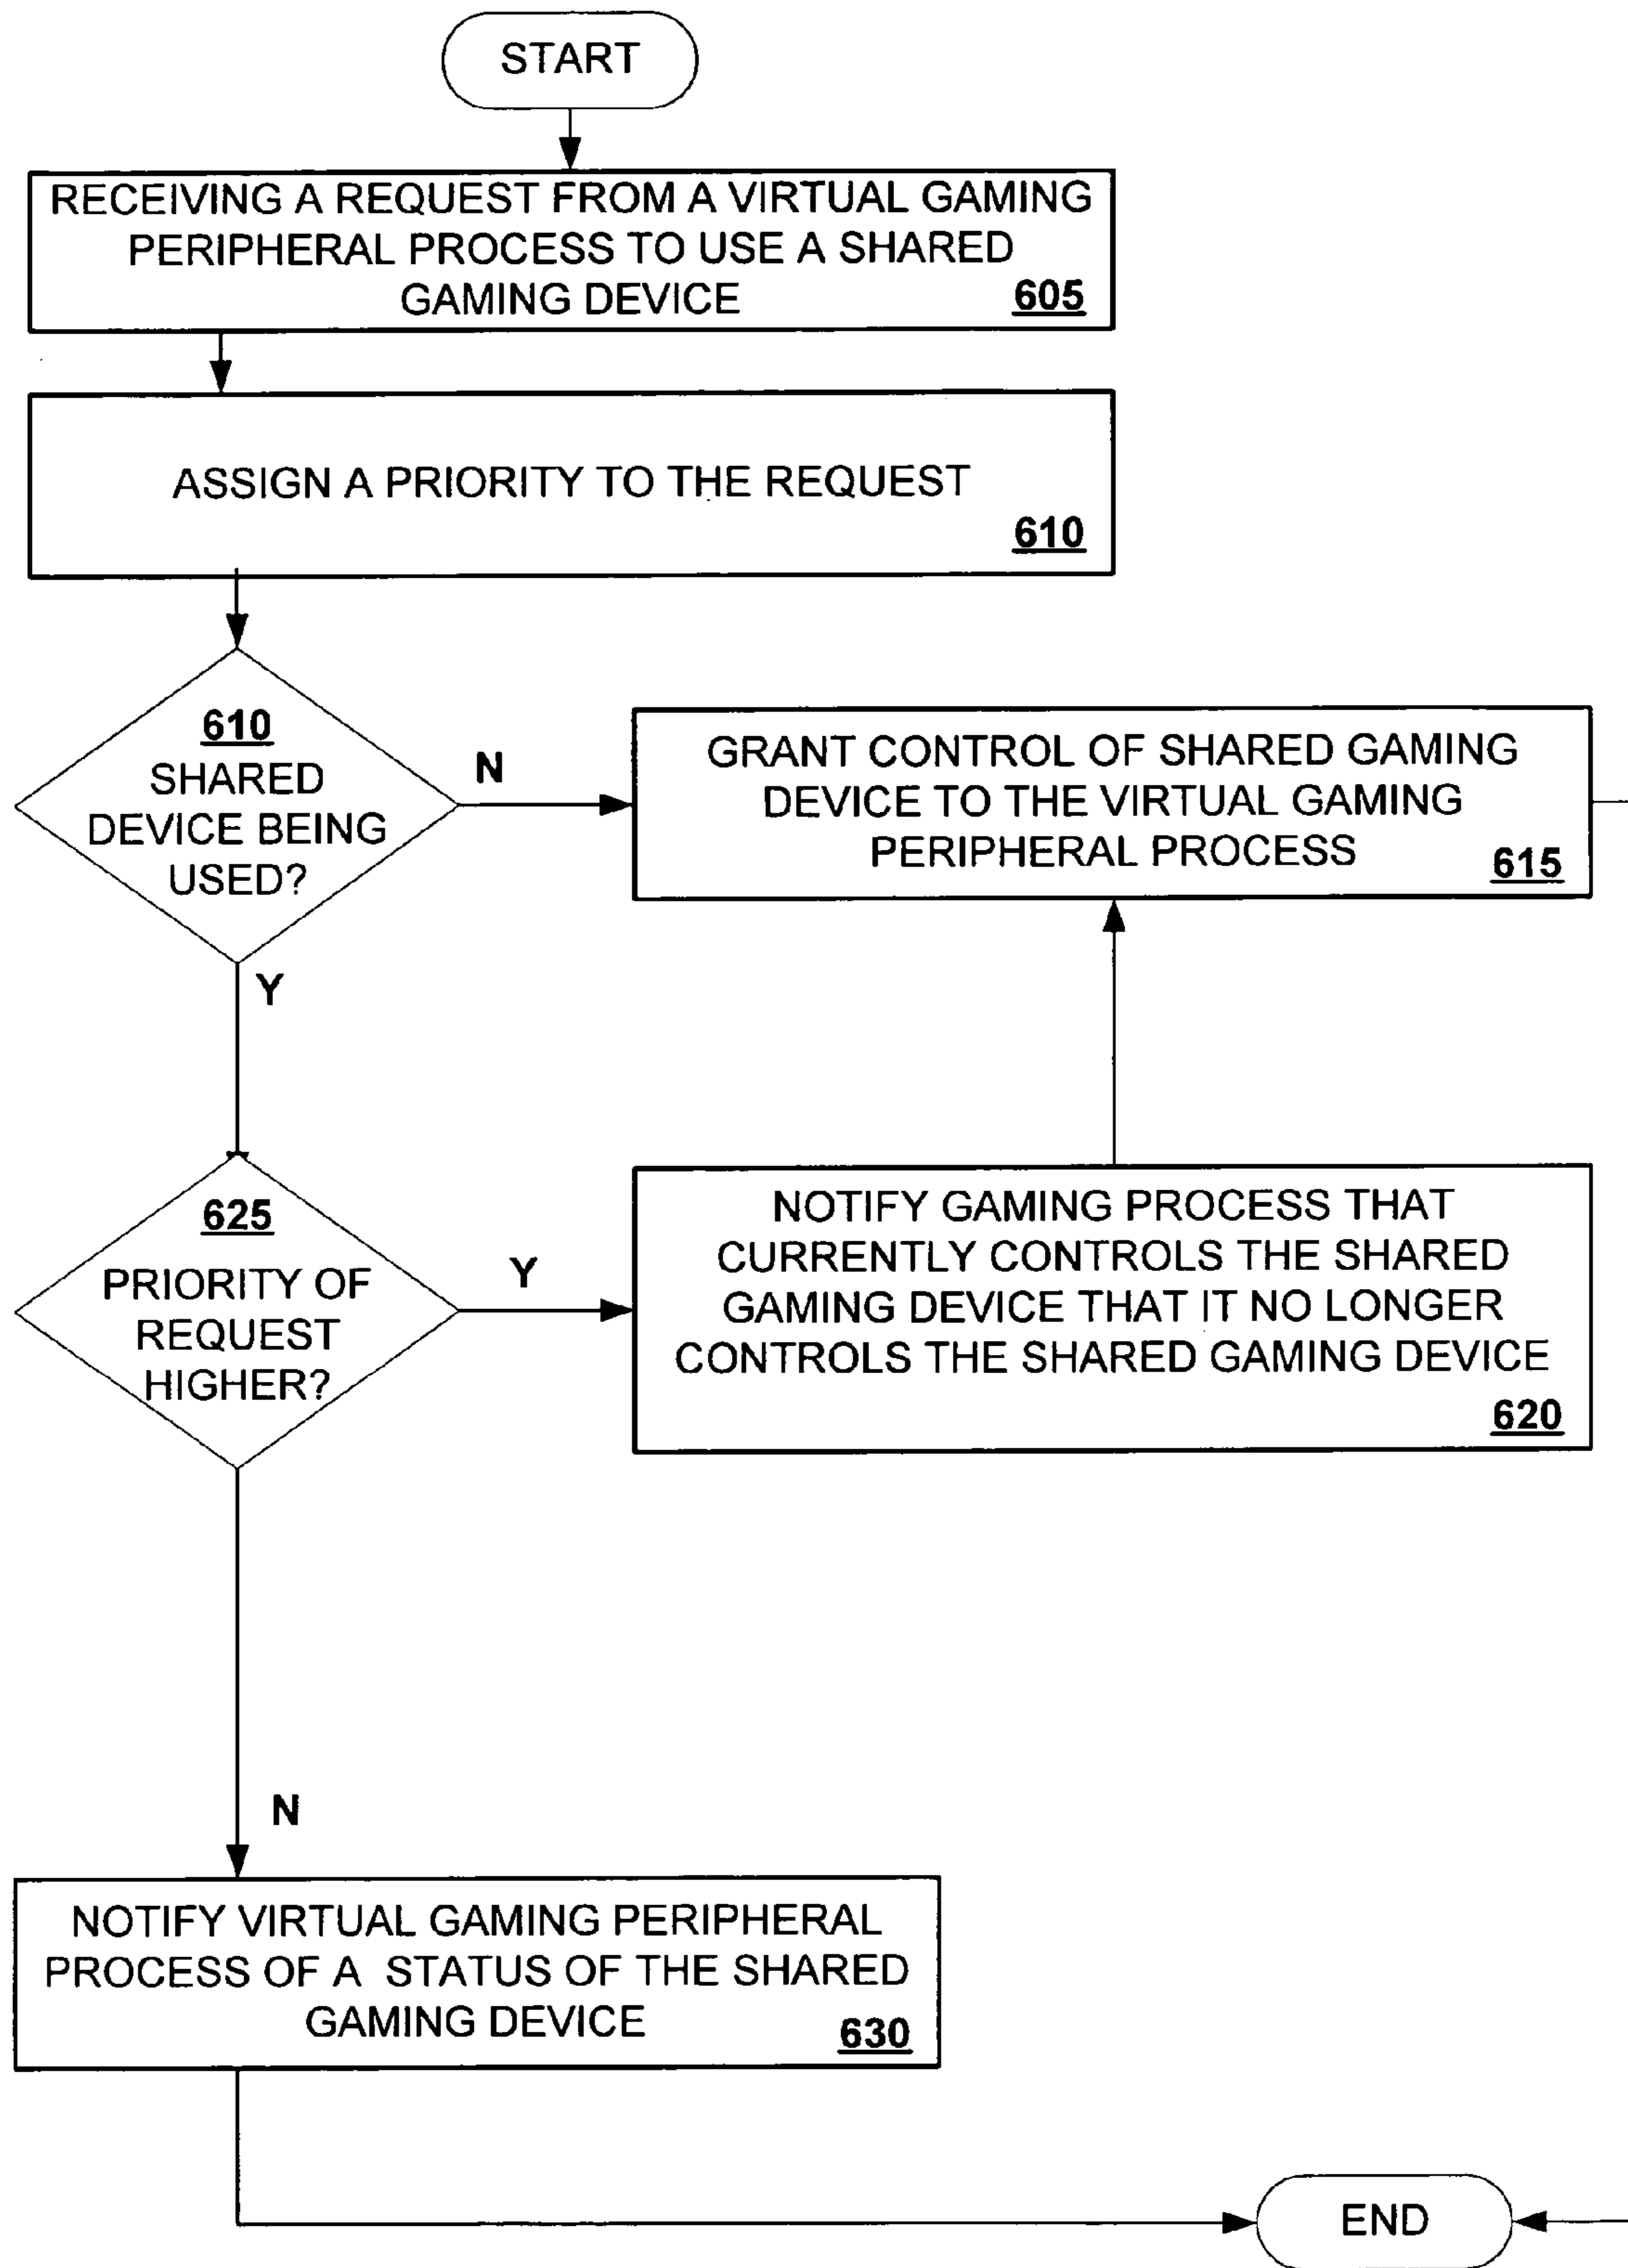 START
RECEIVING A REQUEST FROM A VIRTUAL GAMING
PERIPHERAL PROCESS TO USE A SHARED
GAMING DEVICE
605
ASSIGN A PRIORITY TO THE REQUEST
610
610
SHARED
DEVICE BEING
USED?
N
GRANT CONTROL OF SHARED GAMING
DEVICE TO THE VIRTUAL GAMING
PERIPHERAL PROCESS
615
Y
625
PRIORITY OF
REQUEST
HIGHER?
Y
NOTIFY GAMING PROCESS THAT
CURRENTLY CONTROLS THE SHARED
GAMING DEVICE THAT IT NO LONGER
CONTROLS THE SHARED GAMING DEVICE
620
N
NOTIFY VIRTUAL GAMING PERIPHERAL
PROCESS OF A STATUS OF THE SHARED
GAMING DEVICE
630
END